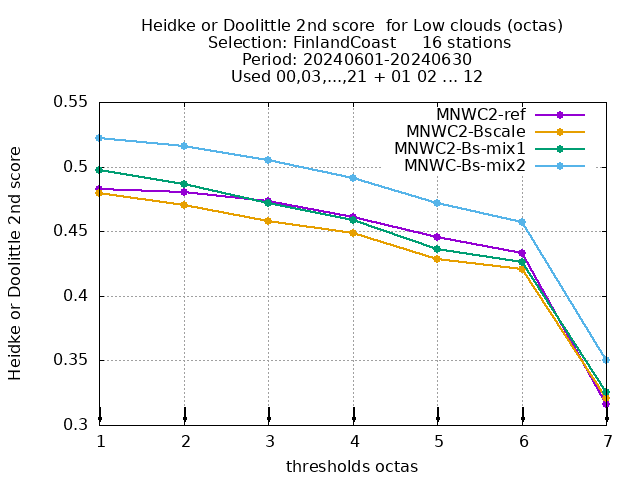 Heidke or Doolittle 2nd score  for Low clouds (octas)
Selection: FinlandCoast     16 stations
Period: 20240601-20240630
Used 00,03,...,21 + 01 02 ... 12
MNWC2-ref
MNWC2-Bscale
MNWC2-Bs-mix1
MNWC-Bs-mix2
Heidke or Doolittle 2nd score
0.55
0.5
0.45
0.4
0.35
0.3
1 2 3 4 5 6 7
thresholds octas